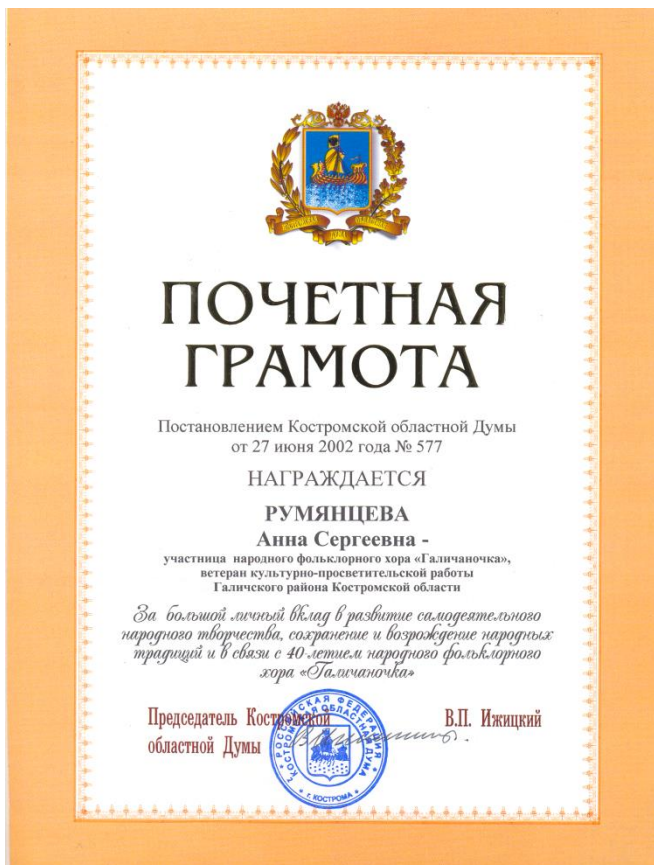 ПОЧЕТНАЯ
ГРАМОТА
Постановлением Костромской областной Думы
от 27 июня 2002 года № 577
НАГРАЖДАЕТСЯ
РУМЯНЦЕВА
Анна Сергеевна -
участница народного фольклорного хора «Галичаночка»,
ветеран культурно-просветительской работы
Галичского района Костромской области
За большой личный вклад в развитие самодеятельного
народного творчества, сохранение и возрождение народных
традиций и в связи с 40-летием народного фольклорного
хора «Галичаночка»
Председатель Костромской
областной Думы
В.П. Ижицкий
РОССИЙСКАЯ ФЕДЕРАЦИЯ
КОСТРОМСКАЯ ОБЛАСТНАЯ ДУМА
г. КОСТРОМА